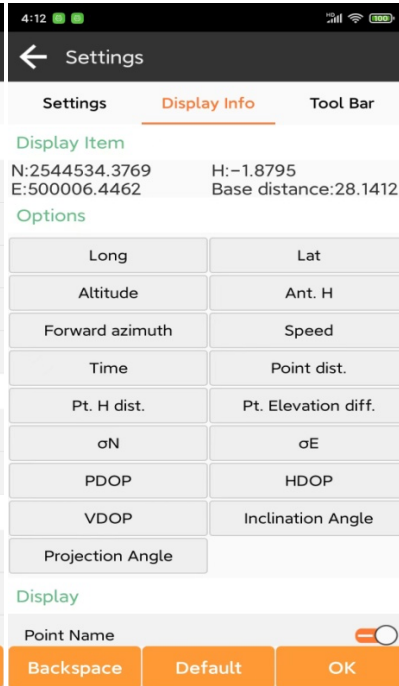 4:12
HD 100
Settings
Settings Display Info Tool Bar
Display Item
N:2544534.3769 H:-1.8795
E:500006.4462 Base distance:28.1412
Options
Long Lat
Altitude Ant. H
Forward azimuth Speed
Time Point dist.
Pt. H dist. Pt. Elevation diff.
σN σE
PDOP HDOP
VDOP Inclination Angle
Projection Angle
Display
Point Name
Backspace Default OK